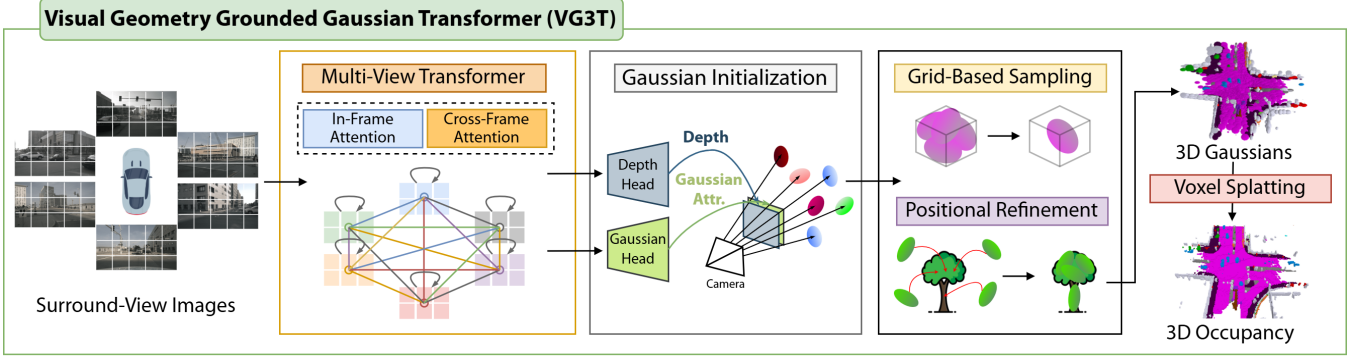 Visual Geometry Grounded Gaussian Transformer (VG3T)
Surround-View Images
Multi-View Transformer
In-Frame
Attention
Cross-Frame
Attention
Gaussian Initialization
Depth
Head
Gaussian
Head
Depth
Gaussian
Attr.
Camera
Grid-Based Sampling
Positional Refinement
3D Gaussians
Voxel Splatting
3D Occupancy